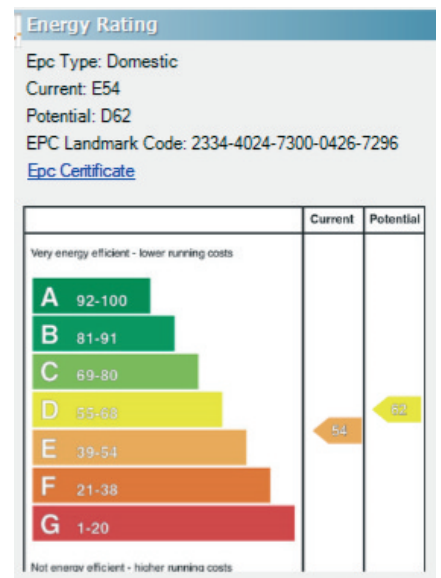 Energy Rating
Epc Type: Domestic
Current: E54
Potential: D62
EPC Landmark Code: 2334-4024-7300-0426-7296
Epc Ceritificate
Current Potential
Very energy efficient - lower running costs
A 92-100
B 81-91
C 69-80
D 55-68
62
E 39-54
54
F 21-38
G 1-20
Not energy efficient - higher running costs